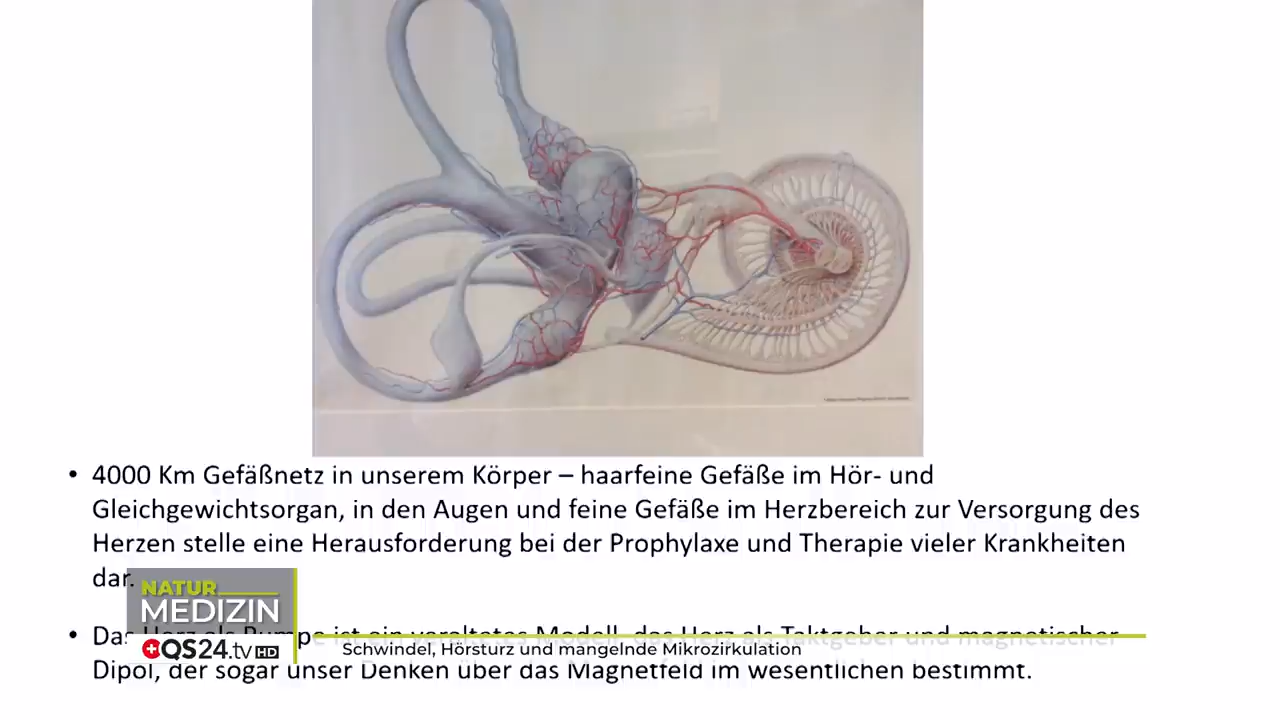 • 4000 Km Gefäßnetz in unserem Körper – haarfeine Gefäße im Hör- und
Gleichgewichtsorgan, in den Augen und feine Gefäße im Herzbereich zur Versorgung des
Herzen stelle eine Herausforderung bei der Prophylaxe und Therapie vieler Krankheiten
dar.
• Das Herz als Pumpe ist ein veraltetes Modell, das Herz als Taktgeber und magnetischer
Dipol, der sogar unser Denken über das Magnetfeld im wesentlichen bestimmt.
NATUR
MEDIZIN
QS24.tv HD
Schwindel, Hörsturz und mangelnde Mikrozirkulation